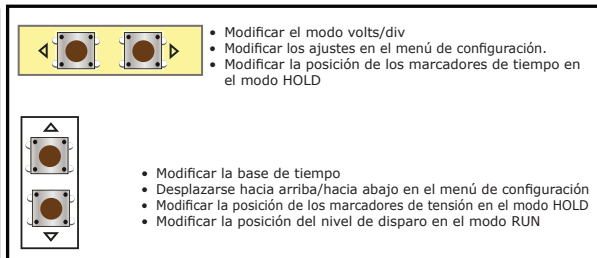 • Modificar el modo volts/div
• Modificar los ajustes en el menú de configuración.
• Modificar la posición de los marcadores de tiempo en
el modo HOLD
• Modificar la base de tiempo
• Desplazarse hacia arriba/hacia abajo en el menú de configuración
• Modificar la posición de los marcadores de tensión en el modo HOLD
• Modificar la posición del nivel de disparo en el modo RUN